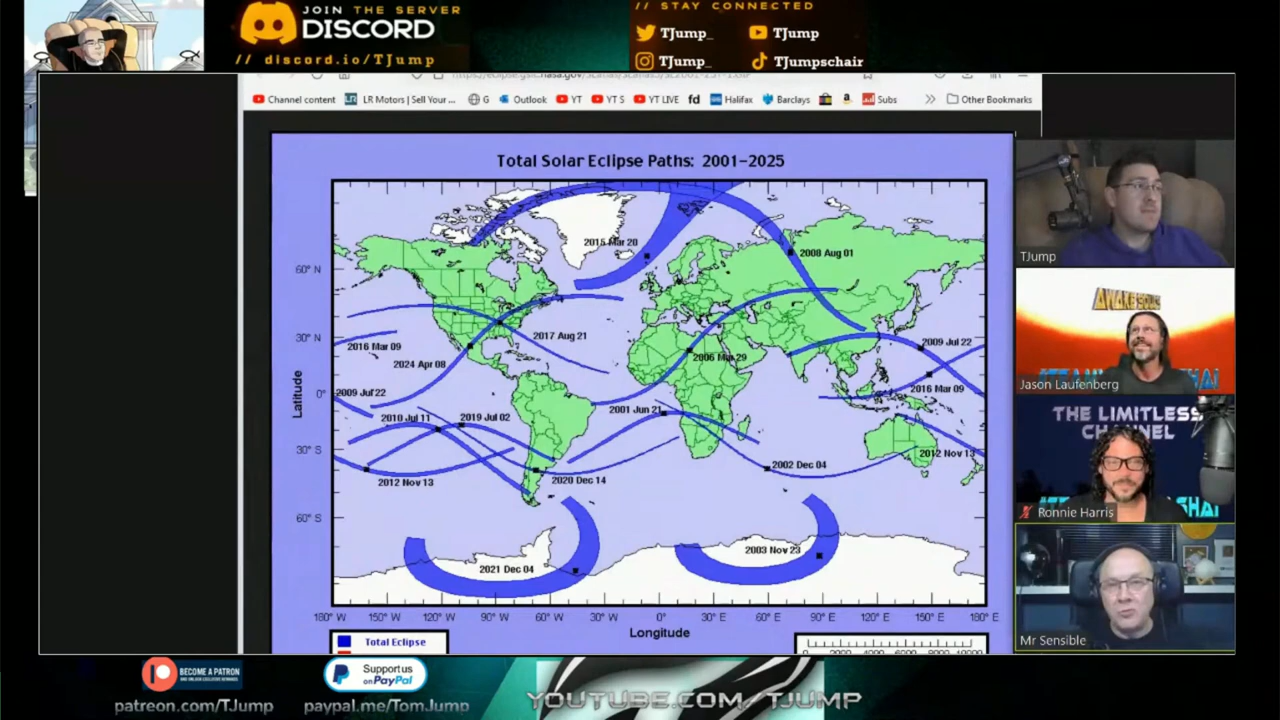 JOIN THE SERVER
DISCORD
// discord.io/TJump
// STAY CONNECTED
TJump_
TJump
TJump_
TJumpschair
Channel content
LR Motors | Sell Your ...
G
Outlook
YT
YT S
YT LIVE
fd
Halifax
Barclays
Subs
Other Bookmarks
Total Solar Eclipse Paths: 2001–2025
2015 Mar 20
2008 Aug 01
60° N
2017 Aug 21
30° N
2016 Mar 09
2009 Jul 22
2024 Apr 08
2006 Mar 29
2016 Mar 09
0°
2009 Jul 22
2010 Jul 11
2019 Jul 02
2001 Jun 21
30° S
2012 Nov 13
2002 Dec 04
2020 Dec 14
2012 Nov 13
60° S
2003 Nov 23
2021 Dec 04
Latitude
180° W
150° W
120° W
90° W
60° W
30° W
0°
30° E
60° E
90° E
120° E
150° E
180° E
Longitude
Total Eclipse
TJump
AWAKE SOULS
Jason Laufenberg
THE LIMITLESS
CHANNEL
Ronnie Harris
Mr Sensible
BECOME A PATRON
Support us
on PayPal
patreon.com/TJump
paypal.me/TomJump
YOUTUBE.COM/TJUMP